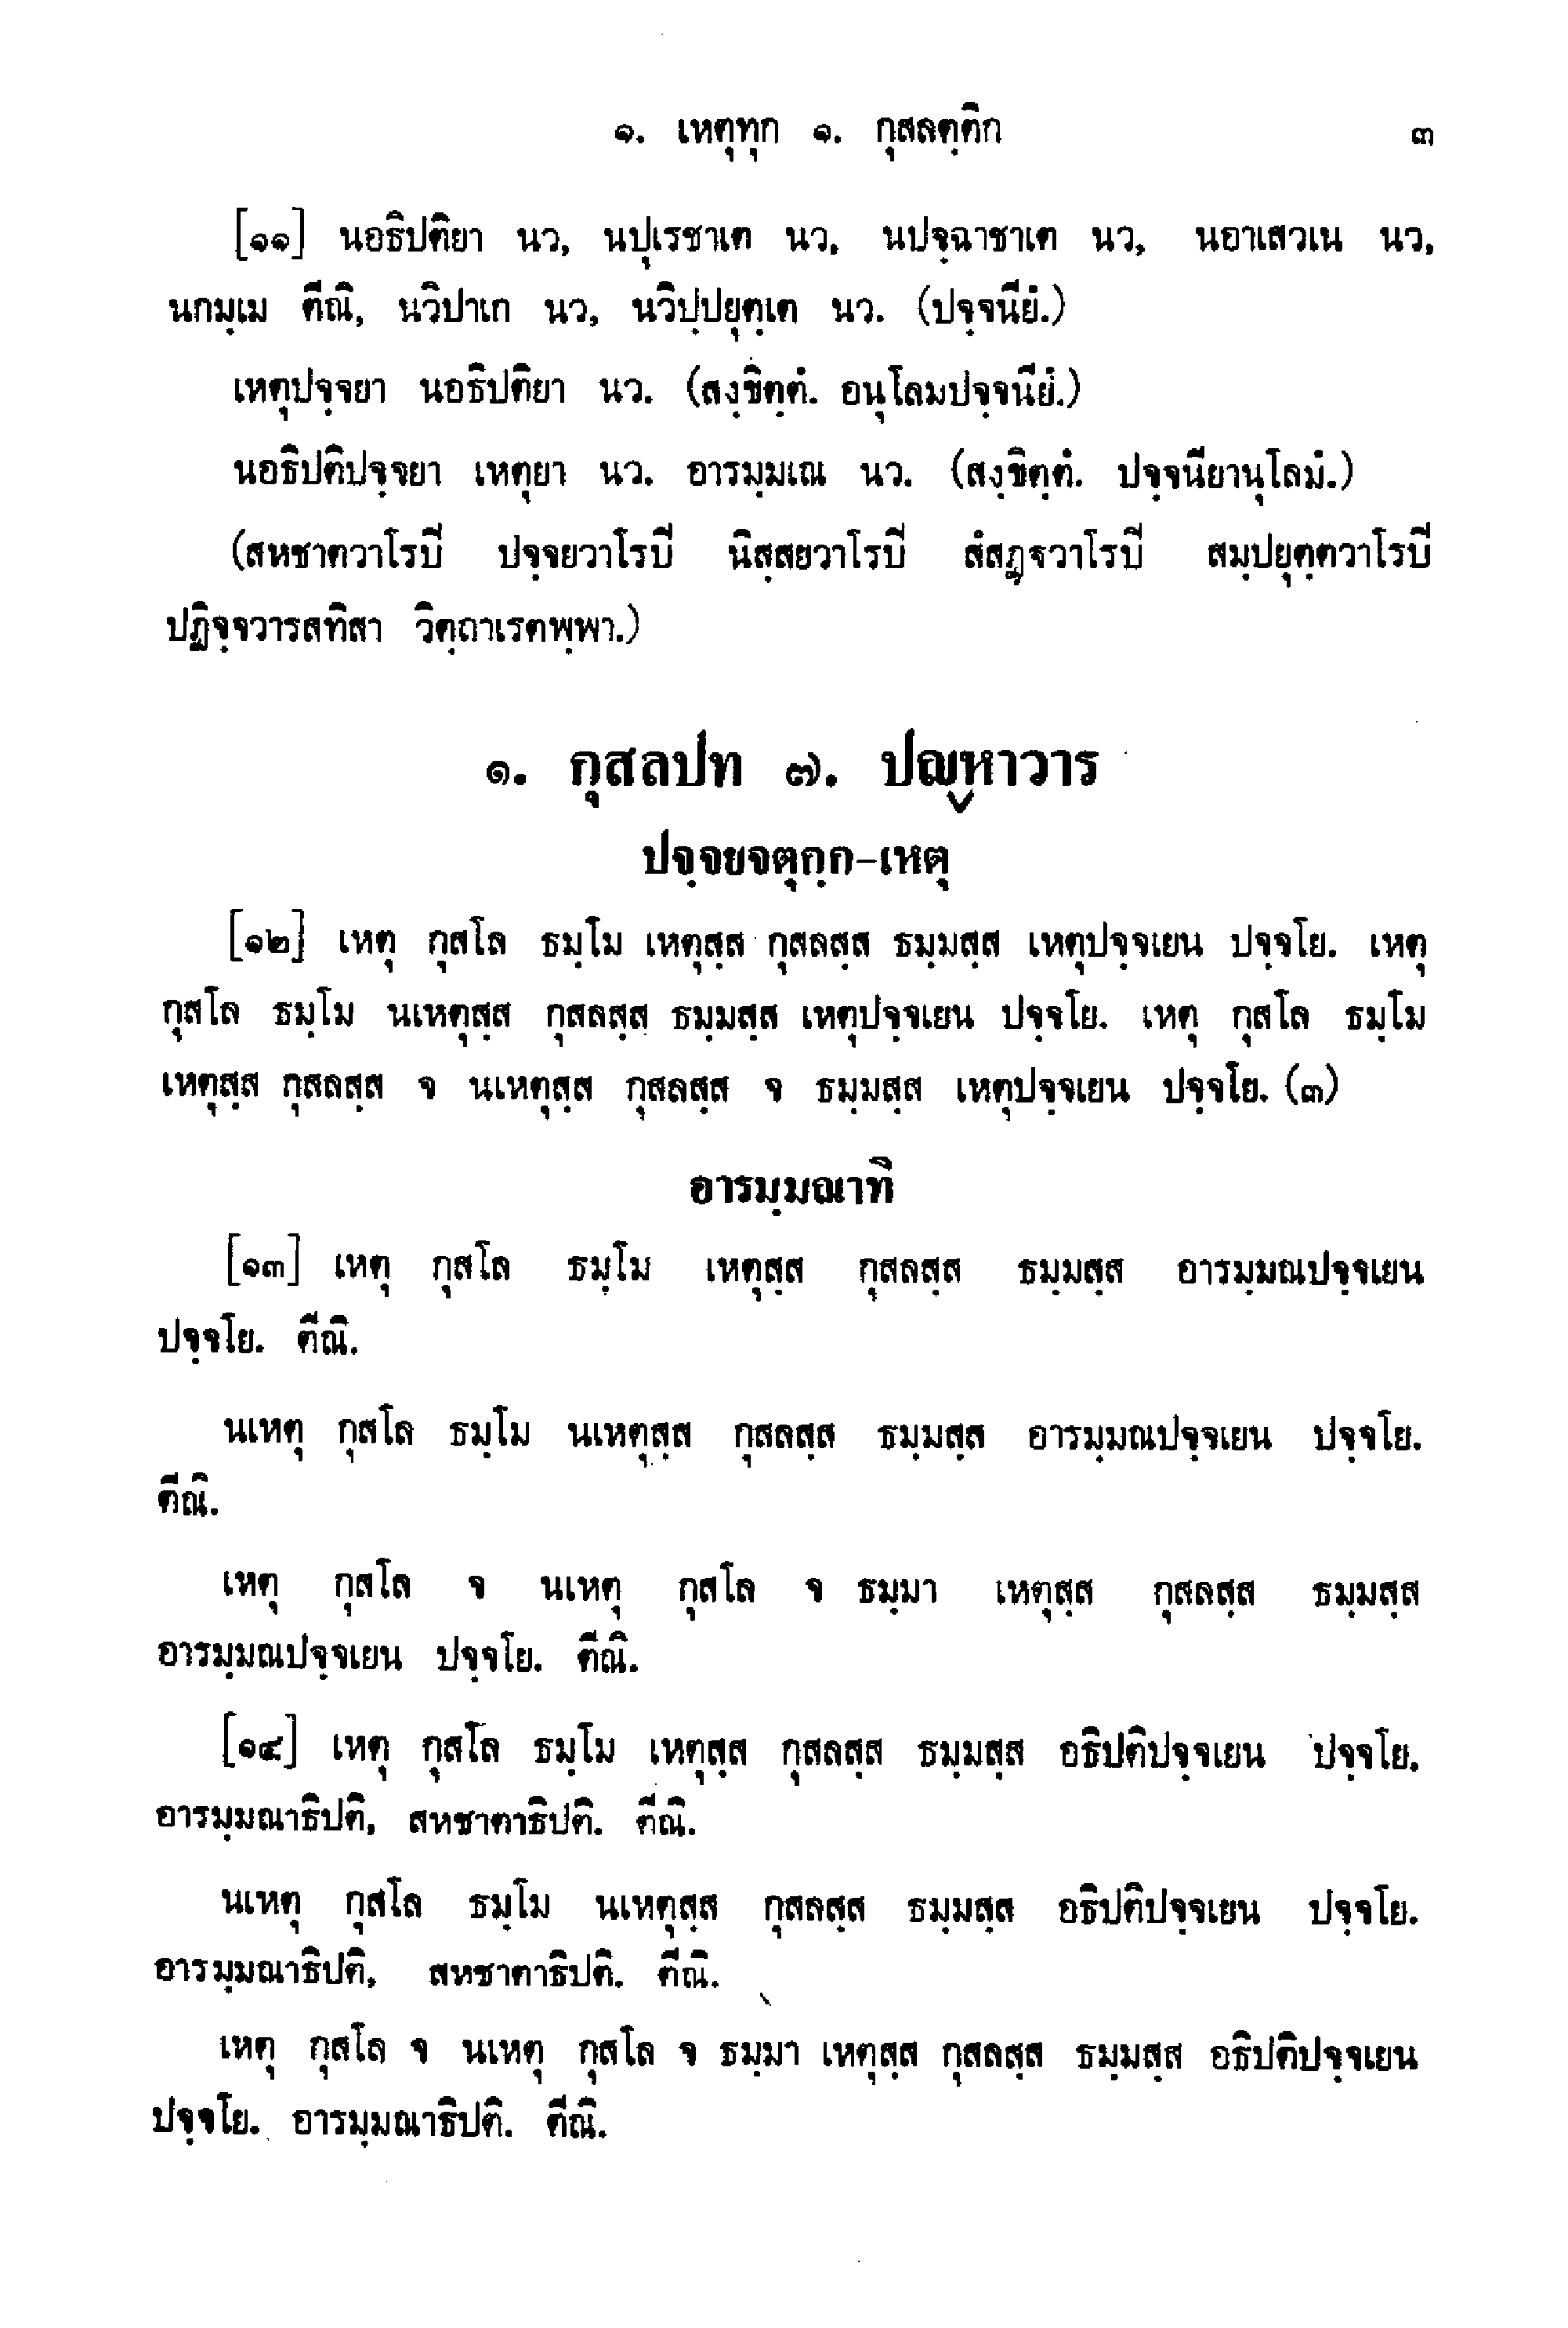 ๑. เหตุทุก ๑. กุสลตฺติก ๓
[๑๑] นอธิปติยา นว, นปุเรชาเต นว, นปจฺฉาชาเต นว, นอาเสวเน นว,
นกมฺเม ตีณิ, นวิปาเก นว, นวิปฺปยุตฺเต นว. (ปจฺจนียํ.)
เหตุปจฺจยา นอธิปติยา นว. (สงฺขิตฺตํ. อนุโลมปจฺจนียํ.)
นอธิปติปจฺจยา เหตุยา นว. อารมฺมเณ นว. (สงฺขิตฺตํ. ปจฺจนียานุโลมํ.)
(สหชาตวาโรปี ปจฺจยวาโรปี นิสฺสยวาโรปี สํสฏฺฐวาโรปี สมฺปยุตฺตวาโรปี
ปฏิจฺจวารสทิสา วิตฺถาเรตพฺพา.)
๑. กุสลปท ๗. ปญฺหาวาร
ปจฺจยจตุกฺก-เหตุ
[๑๒] เหตุ กุสโล ธมฺโม เหตุสฺส กุสลสฺส ธมฺมสฺส เหตุปจฺจเยน ปจฺจโย. เหตุ
กุสโล ธมฺโม นเหตุสฺส กุสลสฺส ธมฺมสฺส เหตุปจฺจเยน ปจฺจโย. เหตุ กุสโล ธมฺโม
เหตุสฺส กุสลสฺส จ นเหตุสฺส กุสลสฺส จ ธมฺมสฺส เหตุปจฺจเยน ปจฺจโย. (๓)
อารมฺมณาทิ
[๑๓] เหตุ กุสโล ธมฺโม เหตุสฺส กุสลสฺส ธมฺมสฺส อารมฺมณปจฺจเยน
ปจฺจโย. ตีณิ.
นเหตุ กุสโล ธมฺโม นเหตุสฺส กุสลสฺส ธมฺมสฺส อารมฺมณปจฺจเยน ปจฺจโย.
ตีณิ.
เหตุ กุสโล จ นเหตุ กุสโล จ ธมฺมา เหตุสฺส กุสลสฺส ธมฺมสฺส
อารมฺมณปจฺจเยน ปจฺจโย. ตีณิ.
[๑๔] เหตุ กุสโล ธมฺโม เหตุสฺส กุสลสฺส ธมฺมสฺส อธิปติปจฺจเยน ปจฺจโย.
อารมฺมณาธิปติ, สหชาตาธิปติ. ตีณิ.
นเหตุ กุสโล ธมฺโม นเหตุสฺส กุสลสฺส ธมฺมสฺส อธิปติปจฺจเยน ปจฺจโย.
อารมฺมณาธิปติ, สหชาตาธิปติ. ตีณิ.
เหตุ กุสโล จ นเหตุ กุสโล จ ธมฺมา เหตุสฺส กุสลสฺส ธมฺมสฺส อธิปติปจฺจเยน
ปจฺจโย. อารมฺมณาธิปติ. ตีณิ.